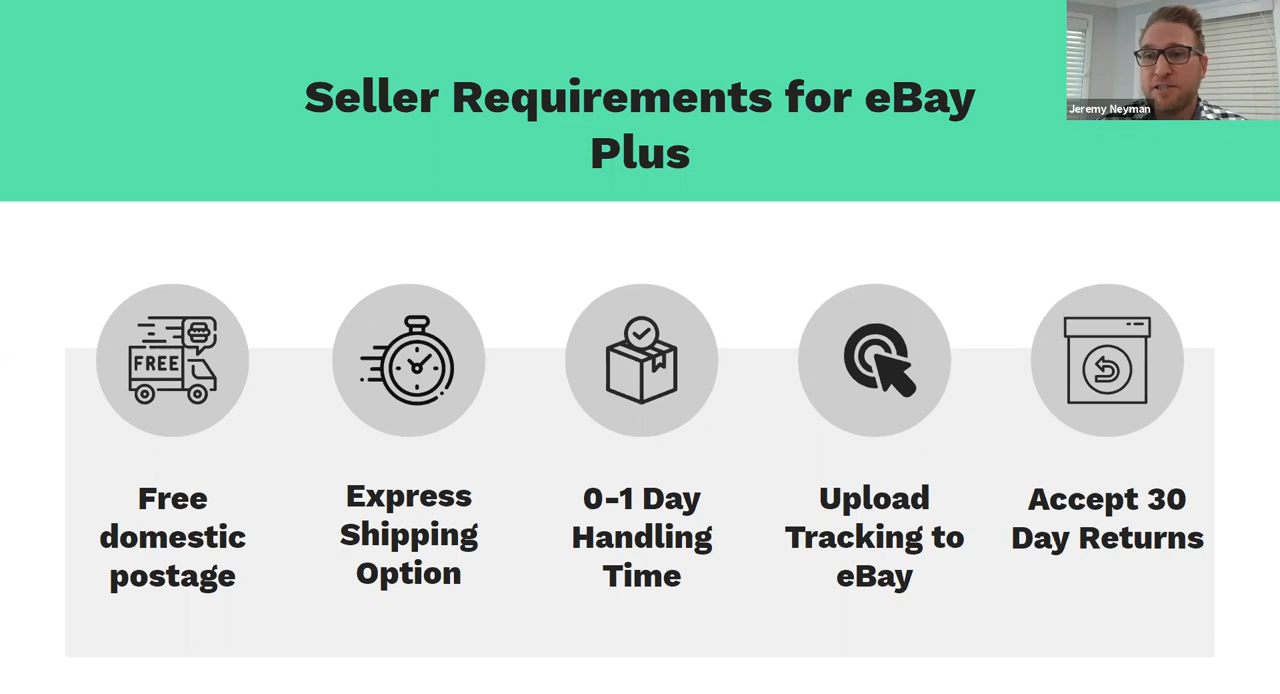 Seller Requirements for eBay
Plus
Jeremy Neyman
FREE
Free
domestic
postage
Express
Shipping
Option
0-1 Day
Handling
Time
Upload
Tracking to
eBay
Accept 30
Day Returns